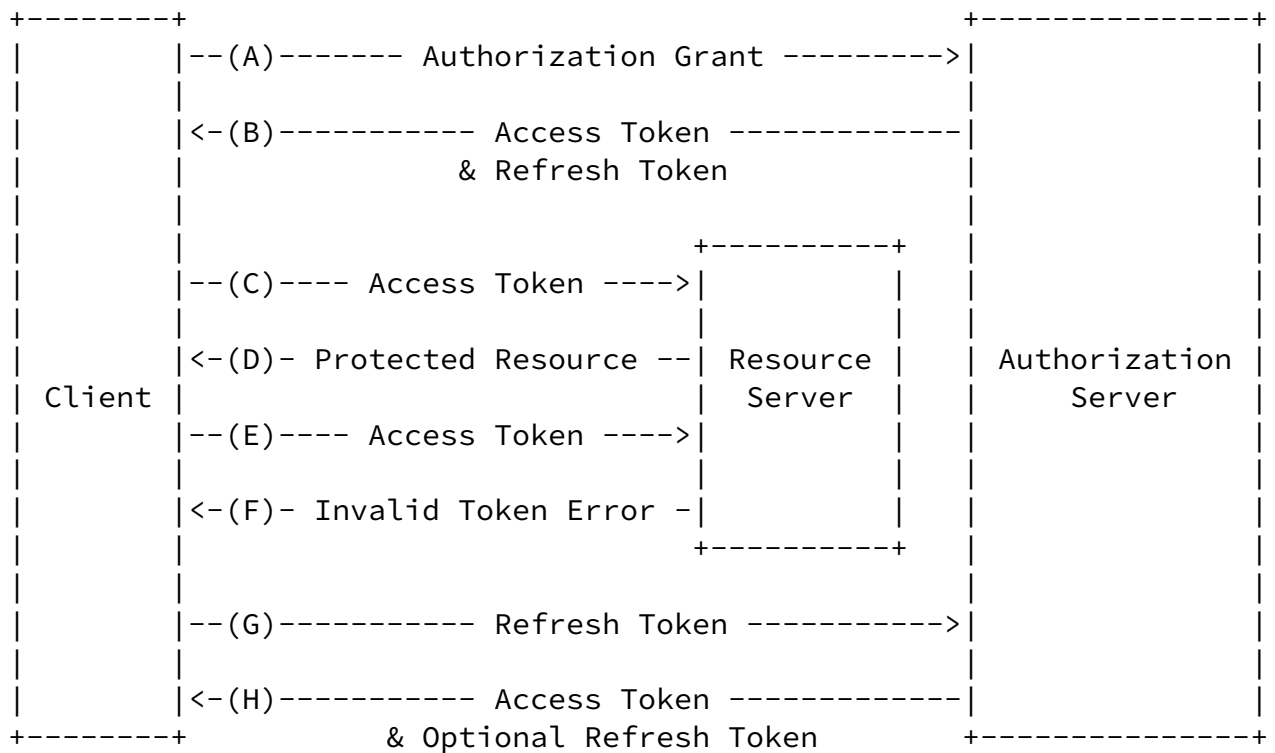 +--------+                                           +---------------+
|        |--(A)------- Authorization Grant --------->|               |
|        |                                           |               |
|        |<-(B)----------- Access Token -------------|               |
|        |               & Refresh Token             |               |
|        |                                           |               |
|        |                            +----------+   |               |
|        |--(C)---- Access Token ---->|          |   |               |
|        |                            |          |   |               |
|        |<-(D)- Protected Resource --| Resource |   | Authorization |
| Client |                            |  Server  |   |     Server    |
|        |--(E)---- Access Token ---->|          |   |               |
|        |                            |          |   |               |
|        |<-(F)- Invalid Token Error -|          |   |               |
|        |                            +----------+   |               |
|        |                                           |               |
|        |--(G)----------- Refresh Token ----------->|               |
|        |                                           |               |
|        |<-(H)----------- Access Token -------------|               |
+--------+           & Optional Refresh Token        +---------------+